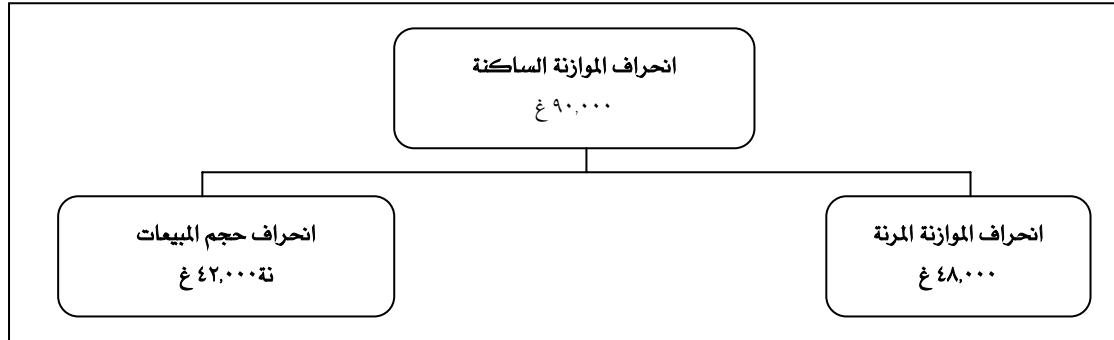 انحراف الموازنة الساكنة
٩٠,٠٠٠ غ
انحراف الموازنة المرنة
٤٨,٠٠٠ غ
انحراف حجم المبيعات
نة٤٢,٠٠٠ غ